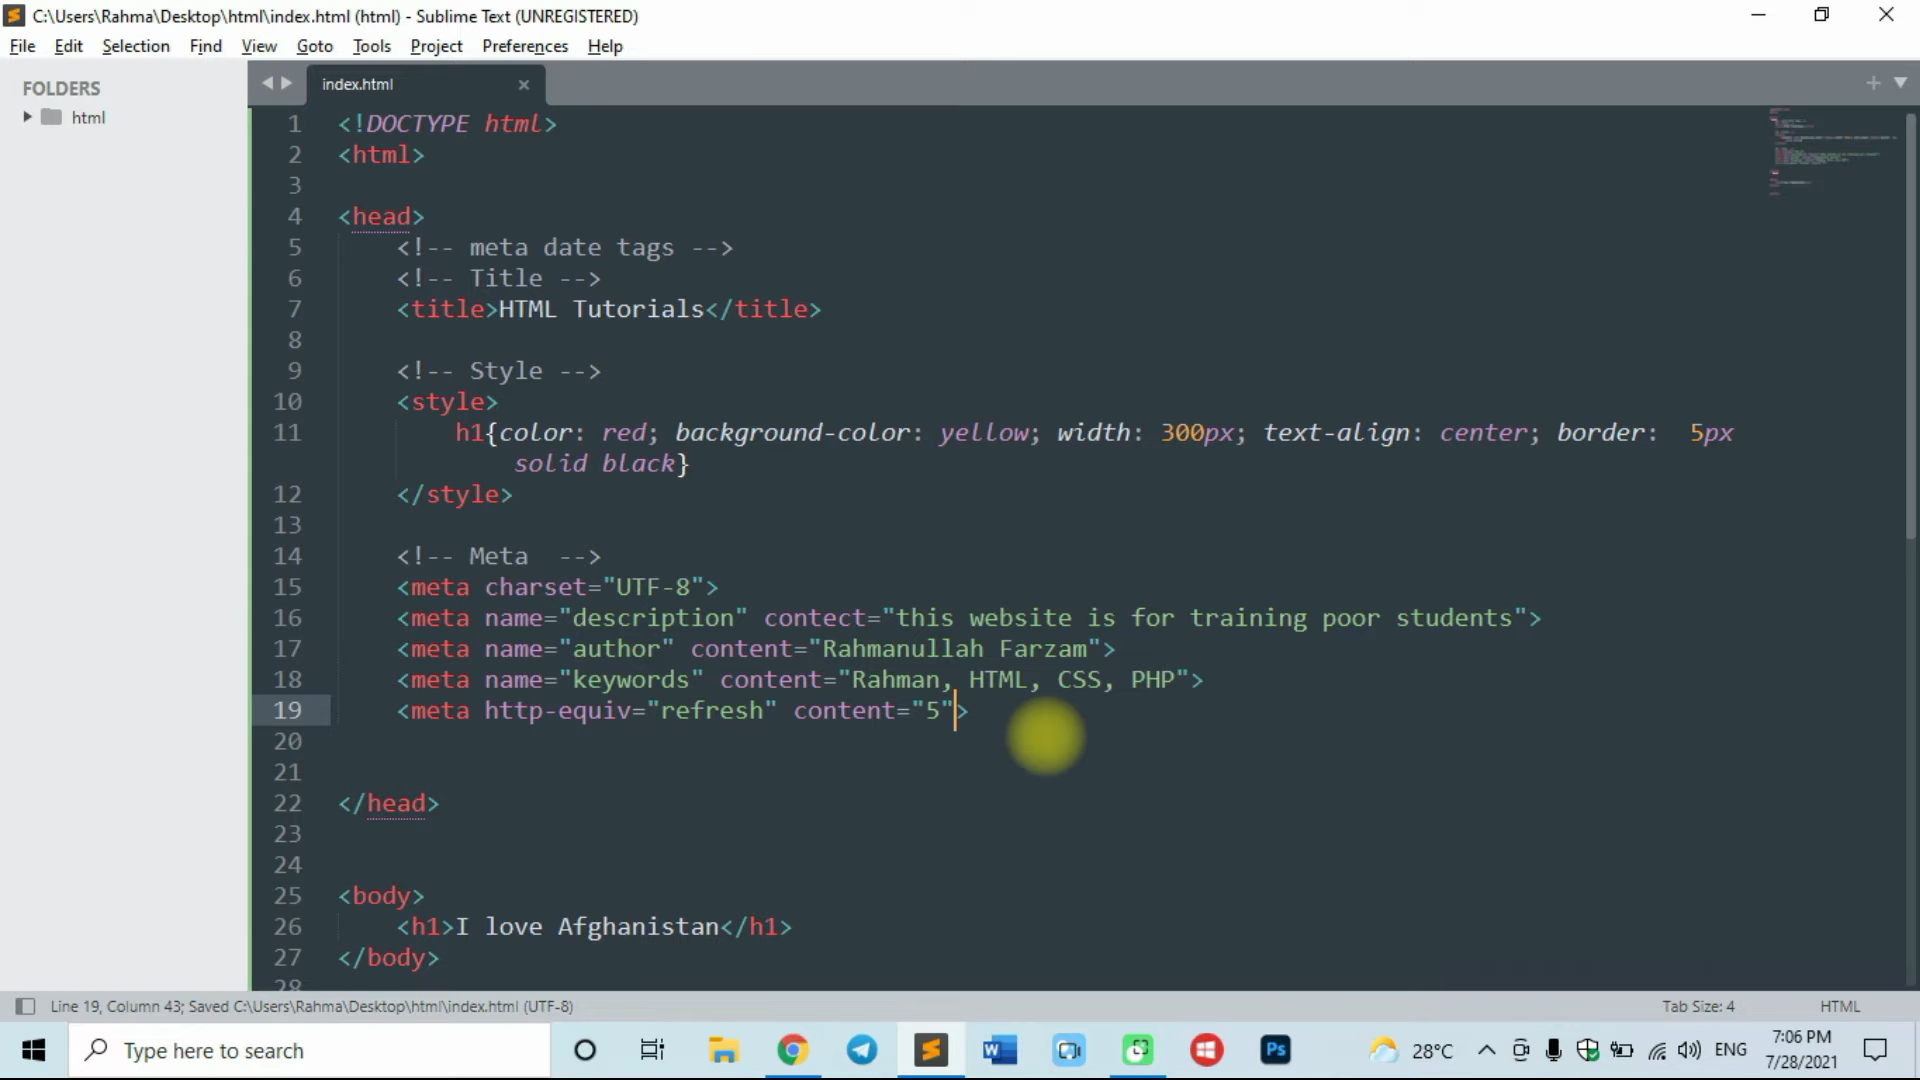 C:\Users\Rahma\Desktop\html\index.html (html) - Sublime Text (UNREGISTERED)
File Edit Selection Find View Goto Tools Project Preferences Help
FOLDERS
html
index.html
1 <!DOCTYPE html>
2 <html>
3
4 <head>
5 <!-- meta date tags -->
6 <!-- Title -->
7 <title>HTML Tutorials</title>
8
9 <!-- Style -->
10 <style>
11 h1{color: red; background-color: yellow; width: 300px; text-align: center; border: 5px
solid black}
12 </style>
13
14 <!-- Meta -->
15 <meta charset="UTF-8">
16 <meta name="description" contect="this website is for training poor students">
17 <meta name="author" content="Rahmanullah Farzam">
18 <meta name="keywords" content="Rahman, HTML, CSS, PHP">
19 <meta http-equiv="refresh" content="5">
20
21
22 </head>
23
24
25 <body>
26 <h1>I love Afghanistan</h1>
27 </body>
28
Line 19, Column 43; Saved C:\Users\Rahma\Desktop\html\index.html (UTF-8) Tab Size: 4 HTML
Type here to search
28°C
ENG
7:06 PM
7/28/2021
Ps